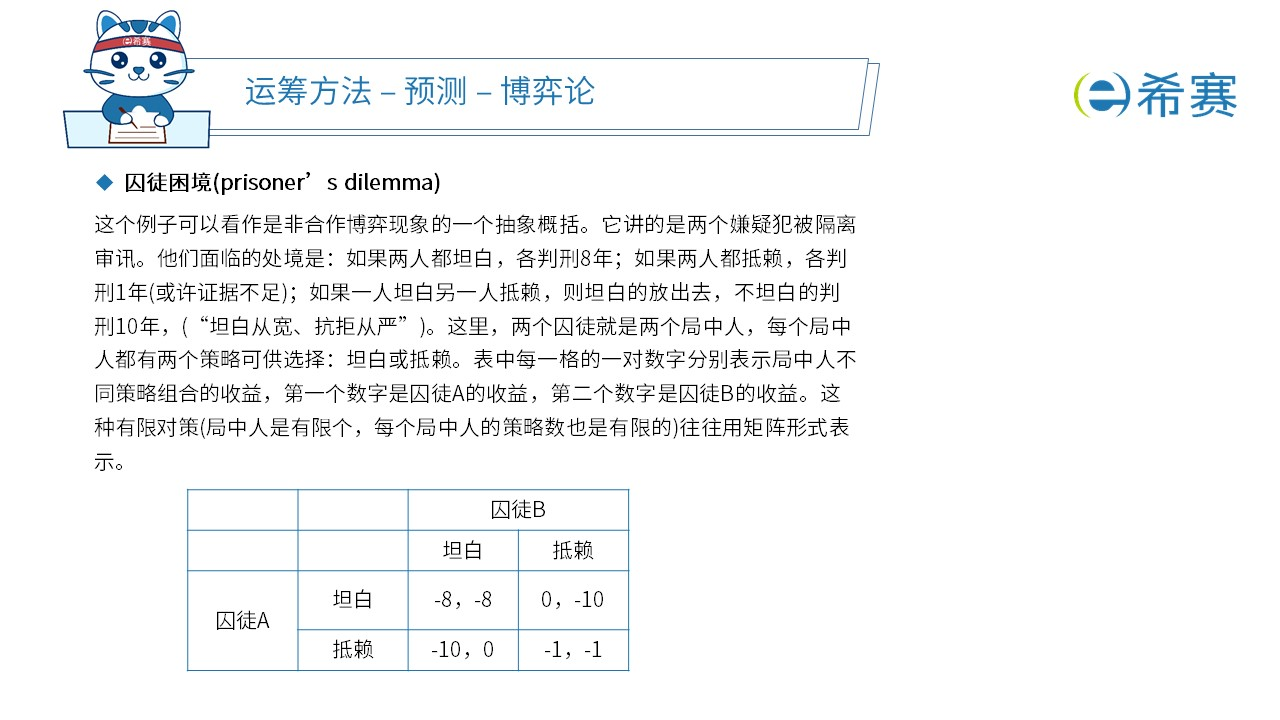 运筹方法 – 预测 – 博弈论
希赛
希赛
囚徒困境(prisoner’s dilemma)
这个例子可以看作是非合作博弈现象的一个抽象概括。它讲的是两个嫌疑犯被隔离
审讯。他们面临的处境是：如果两人都坦白，各判刑8年；如果两人都抵赖，各判
刑1年(或许证据不足)；如果一人坦白另一人抵赖，则坦白的放出去，不坦白的判
刑10年，(“坦白从宽、抗拒从严”)。这里，两个囚徒就是两个局中人，每个局中
人都有两个策略可供选择：坦白或抵赖。表中每一格的一对数字分别表示局中人不
同策略组合的收益，第一个数字是囚徒A的收益，第二个数字是囚徒B的收益。这
种有限对策(局中人是有限个，每个局中人的策略数也是有限的)往往用矩阵形式表
示。
囚徒B
坦白 抵赖
囚徒A
坦白 -8，-8 0，-10
抵赖 -10，0 -1，-1